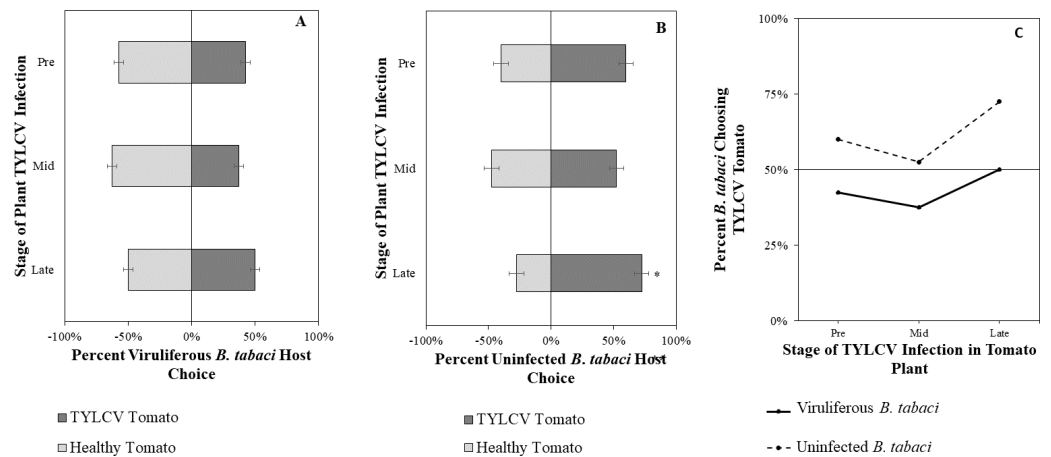 A
Stage of Plant TYLCV Infection
Pre
Mid
Late
-100%
-50%
0%
50%
100%
Percent Viruliferous B. tabaci Host
Choice
TYLCV Tomato
Healthy Tomato
B
Stage of Plant TYLCV Infection
Pre
Mid
Late
*
-100%
-50%
0%
50%
100%
**
Percent Uninfected B. tabaci Host
Choice
TYLCV Tomato
Healthy Tomato
C
Percent B. tabaci Choosing
TYLCV Tomato
100%
75%
50%
25%
0%
Pre
Mid
Late
Stage of TYLCV Infection in Tomato
Plant
Viruliferous B. tabaci
Uninfected B. tabaci